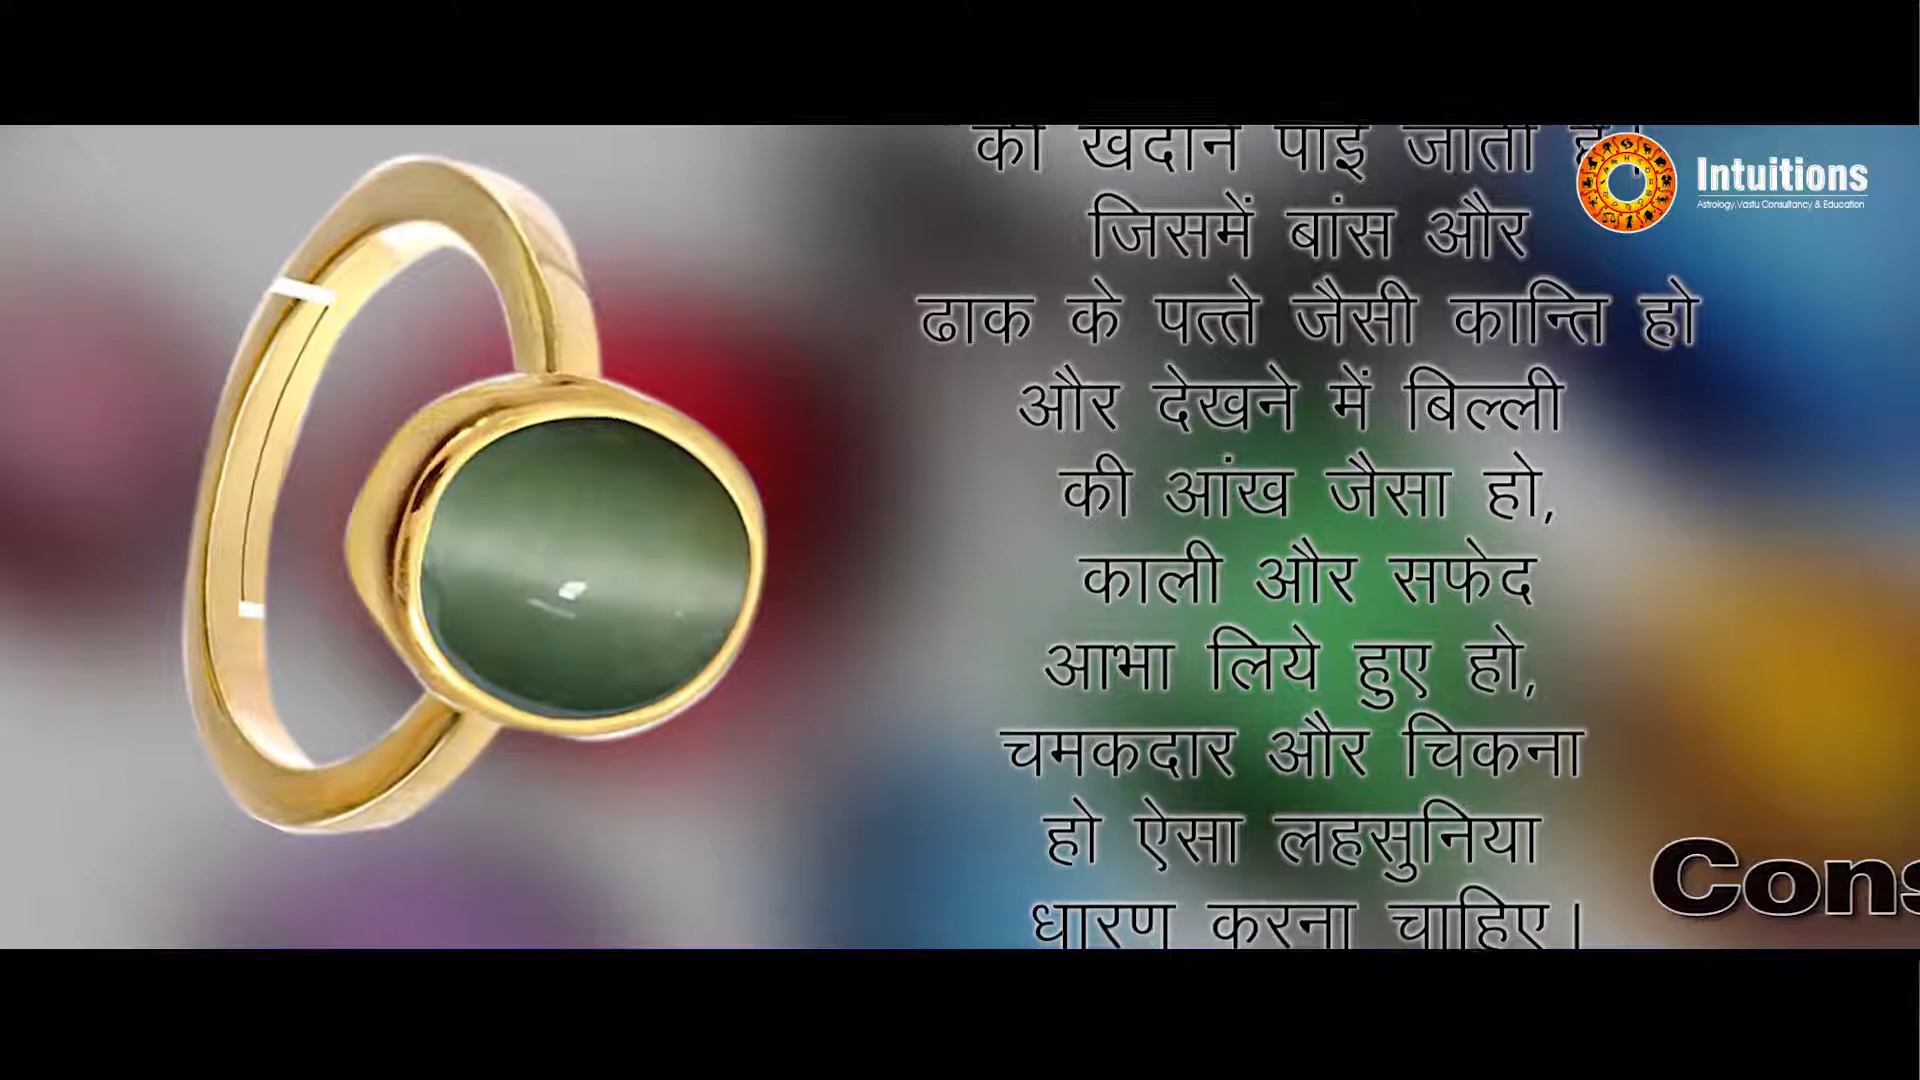 की खदानें पाई जाती हैं।
जिसमें बांस और
ढाक के पत्ते जैसी कान्ति हो
और देखने में बिल्ली
की आंख जैसा हो,
काली और सफेद
आभा लिये हुए हो,
चमकदार और चिकना
हो ऐसा लहसुनिया
धारण करना चाहिए।
Intuitions
Astrology,Vastu Consultancy & Education
Cons